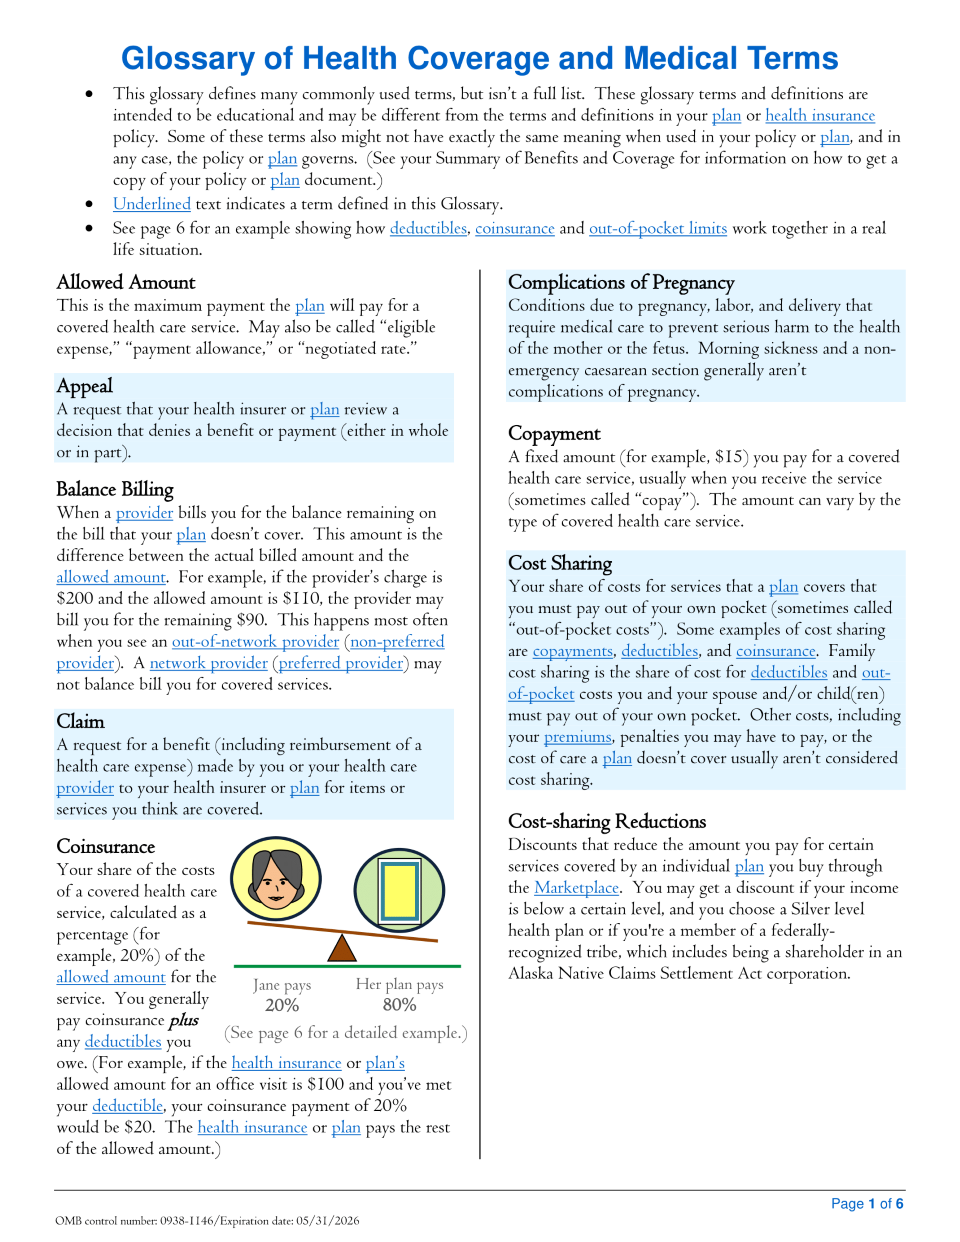 Glossary of Health Coverage and Medical Terms
• This glossary defines many commonly used terms, but isn't a full list. These glossary terms and definitions are
intended to be educational and may be different from the terms and definitions in your plan or health insurance
policy. Some of these terms also might not have exactly the same meaning when used in your policy or plan, and in
any case, the policy or plan governs. (See your Summary of Benefits and Coverage for information on how to get a
copy of your policy or plan document.)
• Underlined text indicates a term defined in this Glossary.
• See page 6 for an example showing how deductibles, coinsurance and out-of-pocket limits work together in a real
life situation.
Allowed Amount
This is the maximum payment the plan will pay for a
covered health care service. May also be called “eligible
expense,” “payment allowance,” or “negotiated rate.”
Appeal
A request that your health insurer or plan review a
decision that denies a benefit or payment (either in whole
or in part).
Balance Billing
When a provider bills you for the balance remaining on
the bill that your plan doesn't cover. This amount is the
difference between the actual billed amount and the
allowed amount. For example, if the provider's charge is
$200 and the allowed amount is $110, the provider may
bill you for the remaining $90. This happens most often
when you see an out-of-network provider (non-preferred
provider). A network provider (preferred provider) may
not balance bill you for covered services.
Claim
A request for a benefit (including reimbursement of a
health care expense) made by you or your health care
provider to your health insurer or plan for items or
services you think are covered.
Coinsurance
Your share of the costs
of a covered health care
service, calculated as a
percentage (for
example, 20%) of the
allowed amount for the
service. You generally
pay coinsurance plus
any deductibles you
owe. (For example, if the health insurance or plan's
allowed amount for an office visit is $100 and you've met
your deductible, your coinsurance payment of 20%
would be $20. The health insurance or plan pays the rest
of the allowed amount.)
Jane pays
20%
Her plan pays
80%
(See page 6 for a detailed example.)
Complications of Pregnancy
Conditions due to pregnancy, labor, and delivery that
require medical care to prevent serious harm to the health
of the mother or the fetus. Morning sickness and a non-
emergency caesarean section generally aren't
complications of pregnancy.
Copayment
A fixed amount (for example, $15) you pay for a covered
health care service, usually when you receive the service
(sometimes called “copay”). The amount can vary by the
type of covered health care service.
Cost Sharing
Your share of costs for services that a plan covers that
you must pay out of your own pocket (sometimes called
“out-of-pocket costs”). Some examples of cost sharing
are copayments, deductibles, and coinsurance. Family
cost sharing is the share of cost for deductibles and out-
of-pocket costs you and your spouse and/or child(ren)
must pay out of your own pocket. Other costs, including
your premiums, penalties you may have to pay, or the
cost of care a plan doesn't cover usually aren't considered
cost sharing.
Cost-sharing Reductions
Discounts that reduce the amount you pay for certain
services covered by an individual plan you buy through
the Marketplace. You may get a discount if your income
is below a certain level, and you choose a Silver level
health plan or if you're a member of a federally-
recognized tribe, which includes being a shareholder in an
Alaska Native Claims Settlement Act corporation.
Page 1 of 6
OMB control number: 0938-1146/Expiration date: 05/31/2026